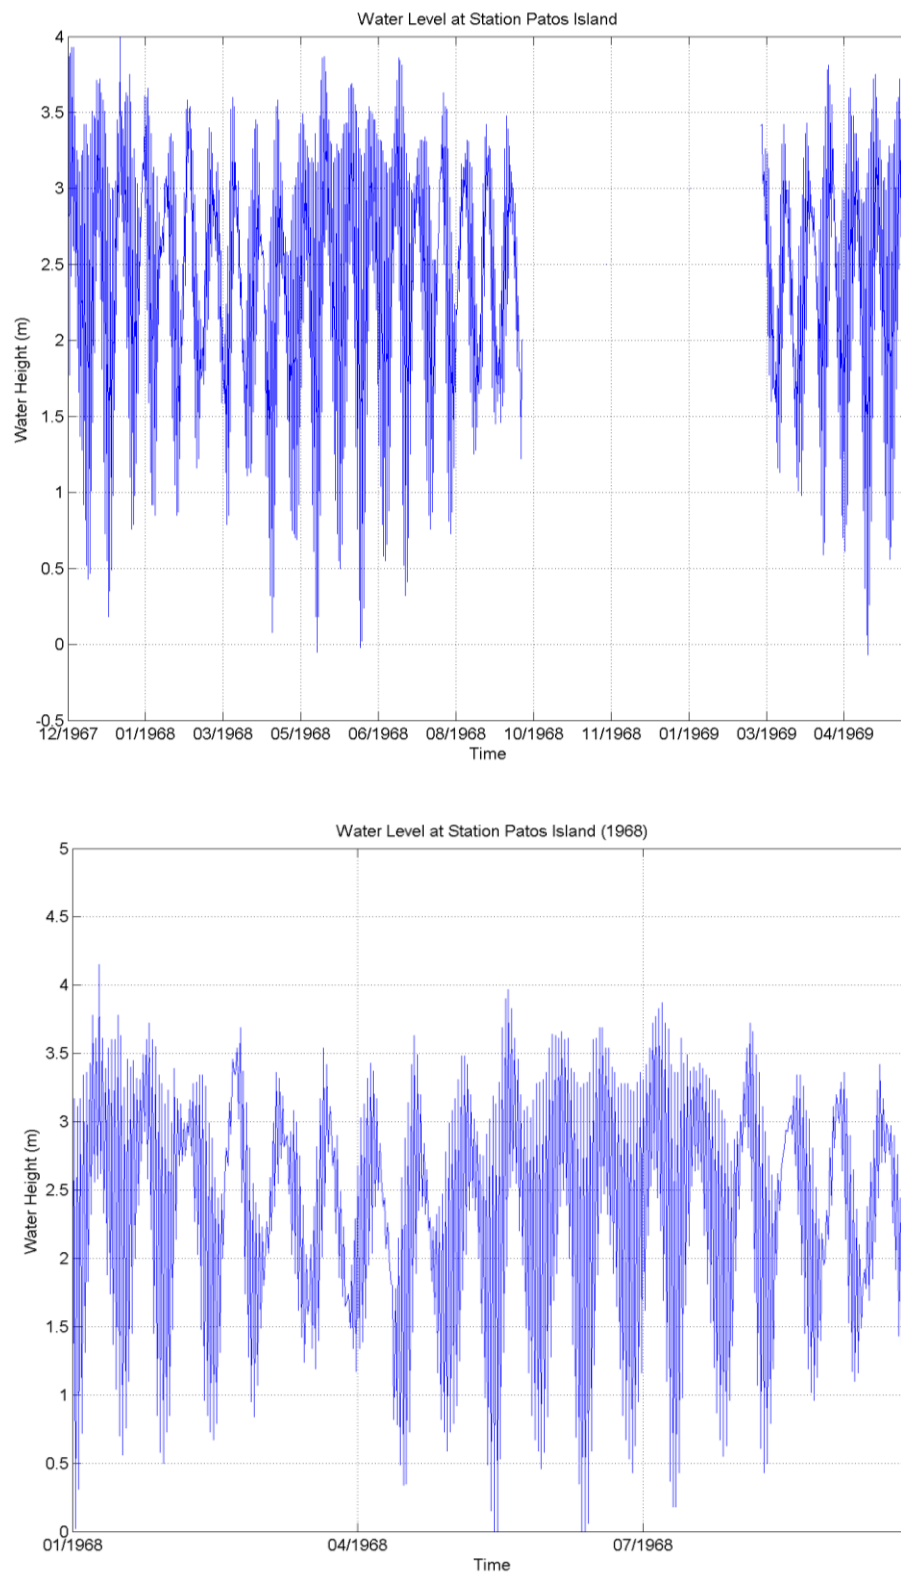 Water Level at Station Patos Island
4
3.5
3
2.5
2
1.5
1
0.5
0
-0.5
Water Height (m)
12/1967 01/1968 03/1968 05/1968 06/1968 08/1968 10/1968 11/1968 01/1969 03/1969 04/1969
Time
Water Level at Station Patos Island (1968)
5
4.5
4
3.5
3
2.5
2
1.5
1
0.5
0
Water Height (m)
01/1968 04/1968 07/1968
Time